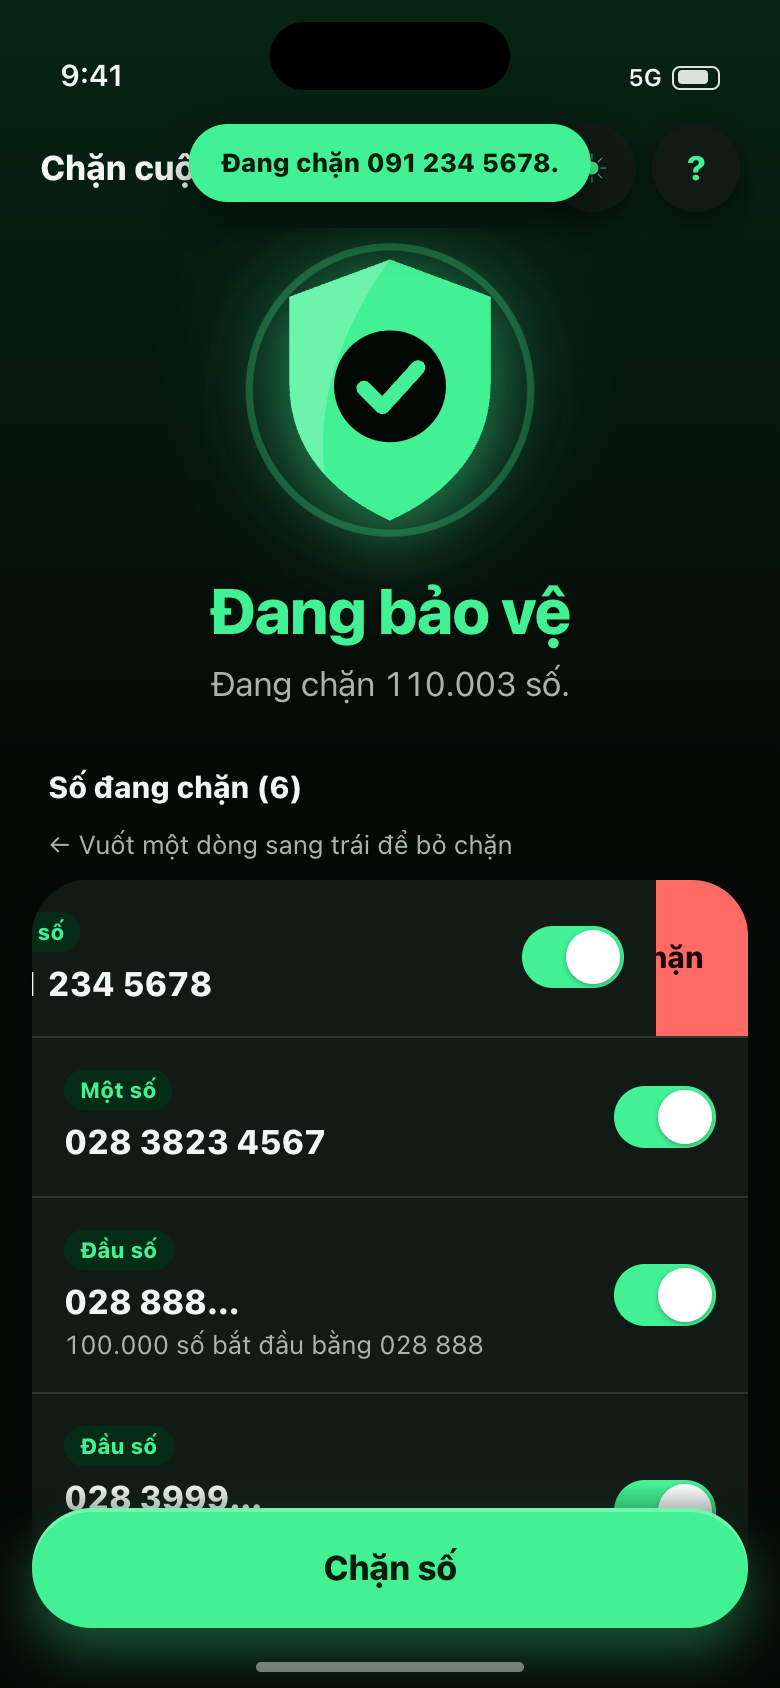 9:41
5G
Chặn cuộ
Đang chặn 091 234 5678.
?
Đang bảo vệ
Đang chặn 110.003 số.
Số đang chặn (6)
← Vuốt một dòng sang trái để bỏ chặn
số
234 5678
Một số
028 3823 4567
Đầu số
028 888...
100.000 số bắt đầu bằng 028 888
Đầu số
028 3999...
Chặn số